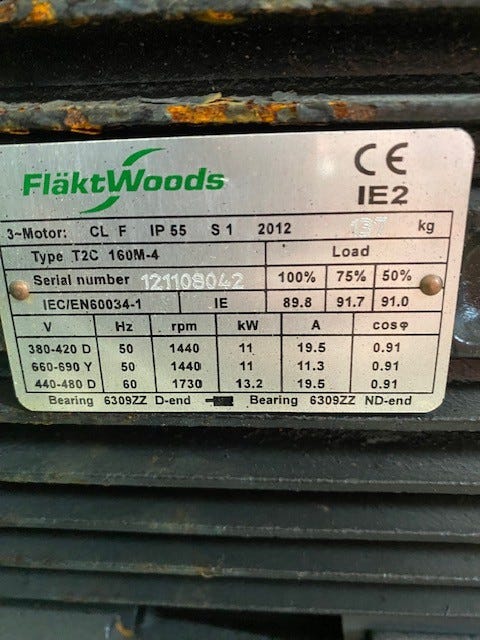 FläktWoods
CE
IE2
3~Motor: CL F IP 55 S 1 2012 137 kg
Type T2C 160M-4 Load
Serial number 121108042 100% 75% 50%
IEC/EN60034-1 IE 89.8 91.7 91.0
V Hz rpm kW A cosφ
380-420 D 50 1440 11 19.5 0.91
660-690 Y 50 1440 11 11.3 0.91
440-480 D 60 1730 13.2 19.5 0.91
Bearing 6309ZZ D-end Bearing 6309ZZ ND-end